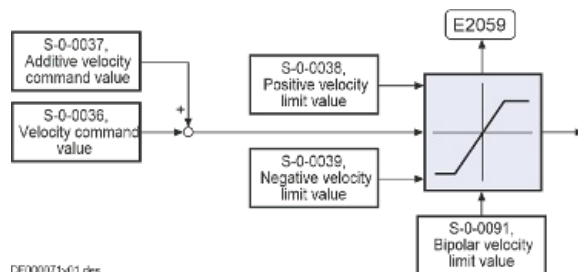 E2059
S-0-0037,
Additive velocity
command value
S-0-0038,
Positive velocity
limit value
+
S-0-0036,
Velocity command
value
S-0-0039,
Negative velocity
limit value
S-0-0091,
Bipolar velocity
limit value
DF000071v01.des